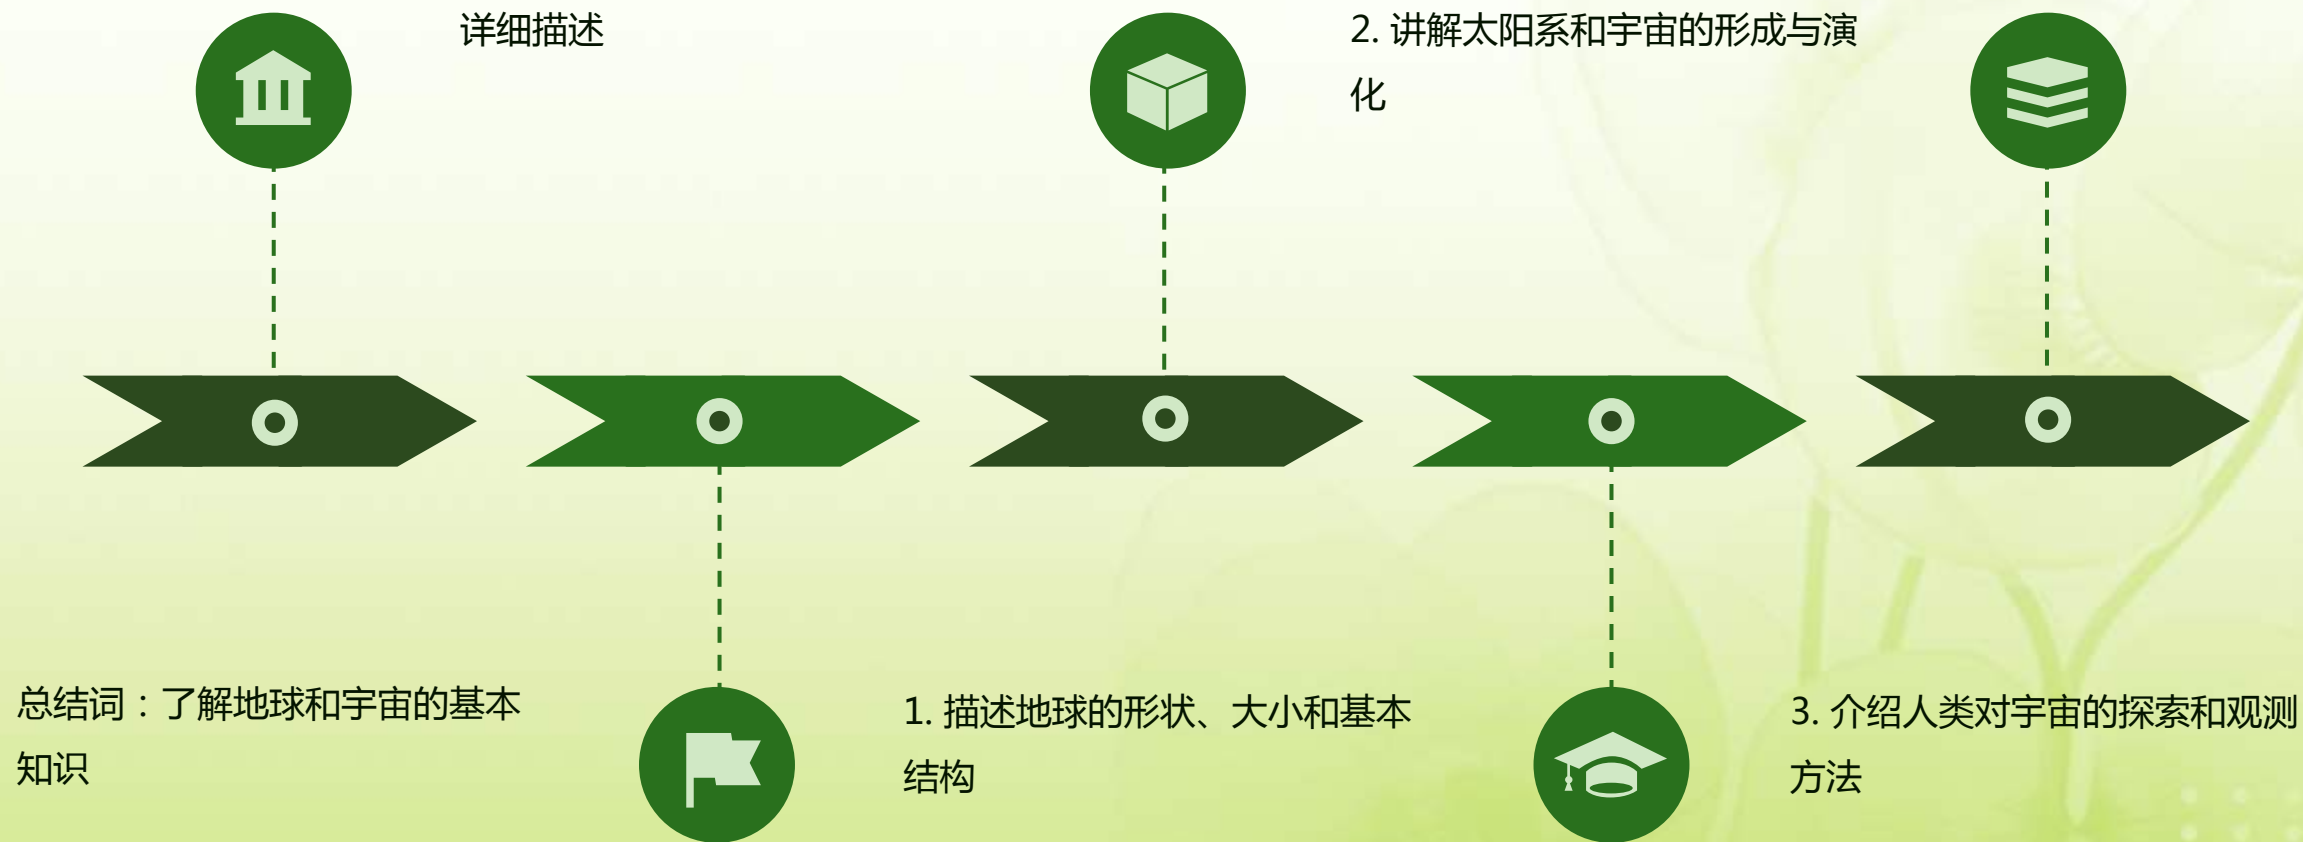 总结词：了解地球和宇宙的基本
知识
详细描述
1. 描述地球的形状、大小和基本
结构
2. 讲解太阳系和宇宙的形成与演
化
3. 介绍人类对宇宙的探索和观测
方法